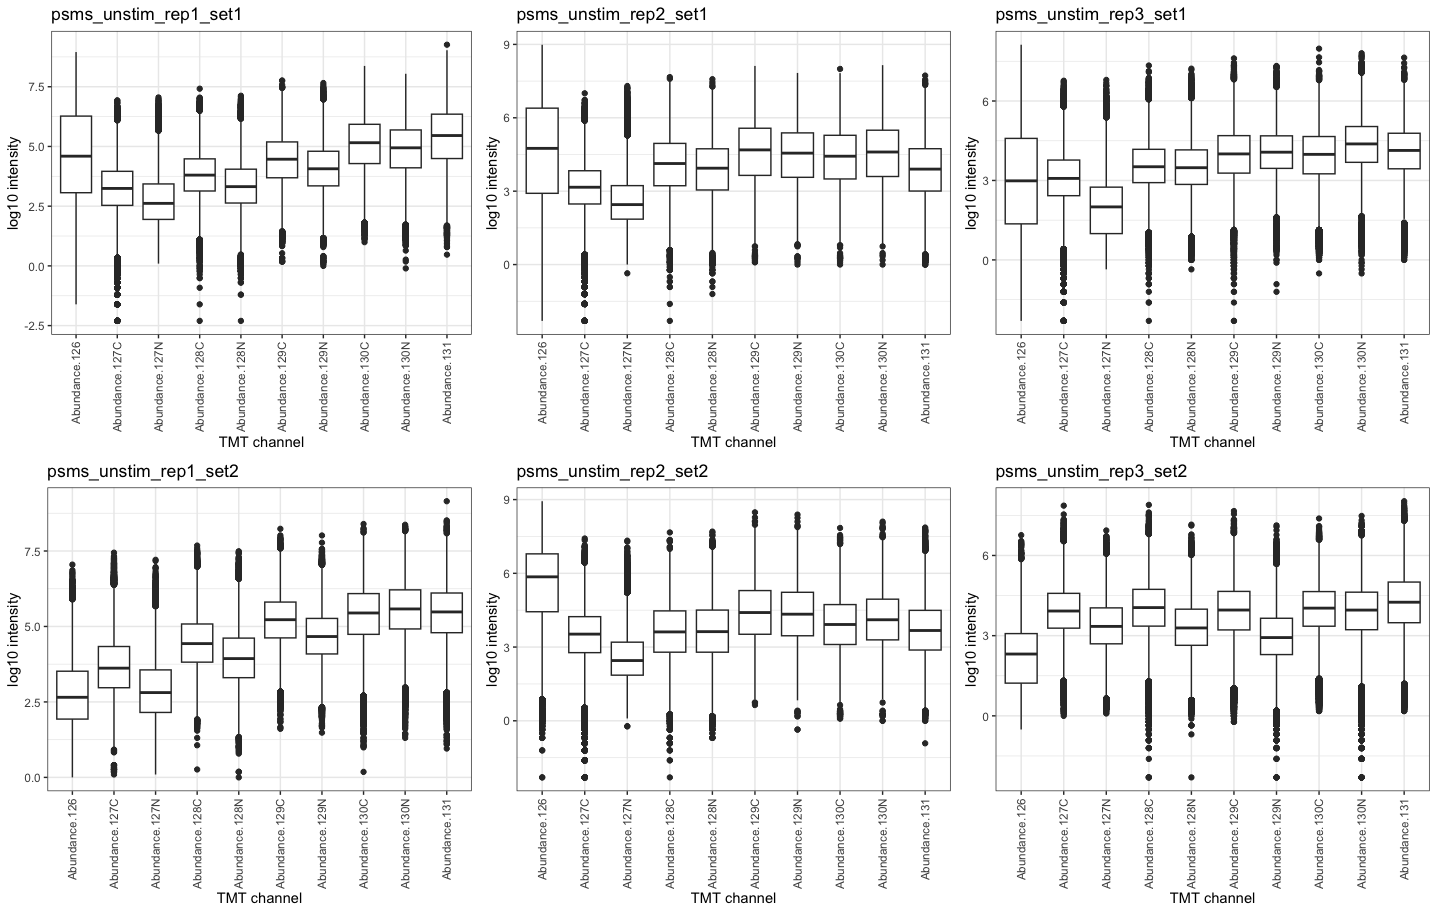 psms_unstim_rep1_set1
log10 intensity
7.5
5.0
2.5
0.0
-2.5
Abundance.126
Abundance.127C
Abundance.127N
Abundance.128C
Abundance.128N
Abundance.129C
Abundance.129N
Abundance.130C
Abundance.130N
Abundance.131
TMT channel
psms_unstim_rep2_set1
log10 intensity
9
6
3
0
Abundance.126
Abundance.127C
Abundance.127N
Abundance.128C
Abundance.128N
Abundance.129C
Abundance.129N
Abundance.130C
Abundance.130N
Abundance.131
TMT channel
psms_unstim_rep3_set1
log10 intensity
6
3
0
Abundance.126
Abundance.127C
Abundance.127N
Abundance.128C
Abundance.128N
Abundance.129C
Abundance.129N
Abundance.130C
Abundance.130N
Abundance.131
TMT channel
psms_unstim_rep1_set2
log10 intensity
7.5
5.0
2.5
0.0
Abundance.126
Abundance.127C
Abundance.127N
Abundance.128C
Abundance.128N
Abundance.129C
Abundance.129N
Abundance.130C
Abundance.130N
Abundance.131
TMT channel
psms_unstim_rep2_set2
log10 intensity
9
6
3
0
Abundance.126
Abundance.127C
Abundance.127N
Abundance.128C
Abundance.128N
Abundance.129C
Abundance.129N
Abundance.130C
Abundance.130N
Abundance.131
TMT channel
psms_unstim_rep3_set2
log10 intensity
6
3
0
Abundance.126
Abundance.127C
Abundance.127N
Abundance.128C
Abundance.128N
Abundance.129C
Abundance.129N
Abundance.130C
Abundance.130N
Abundance.131
TMT channel